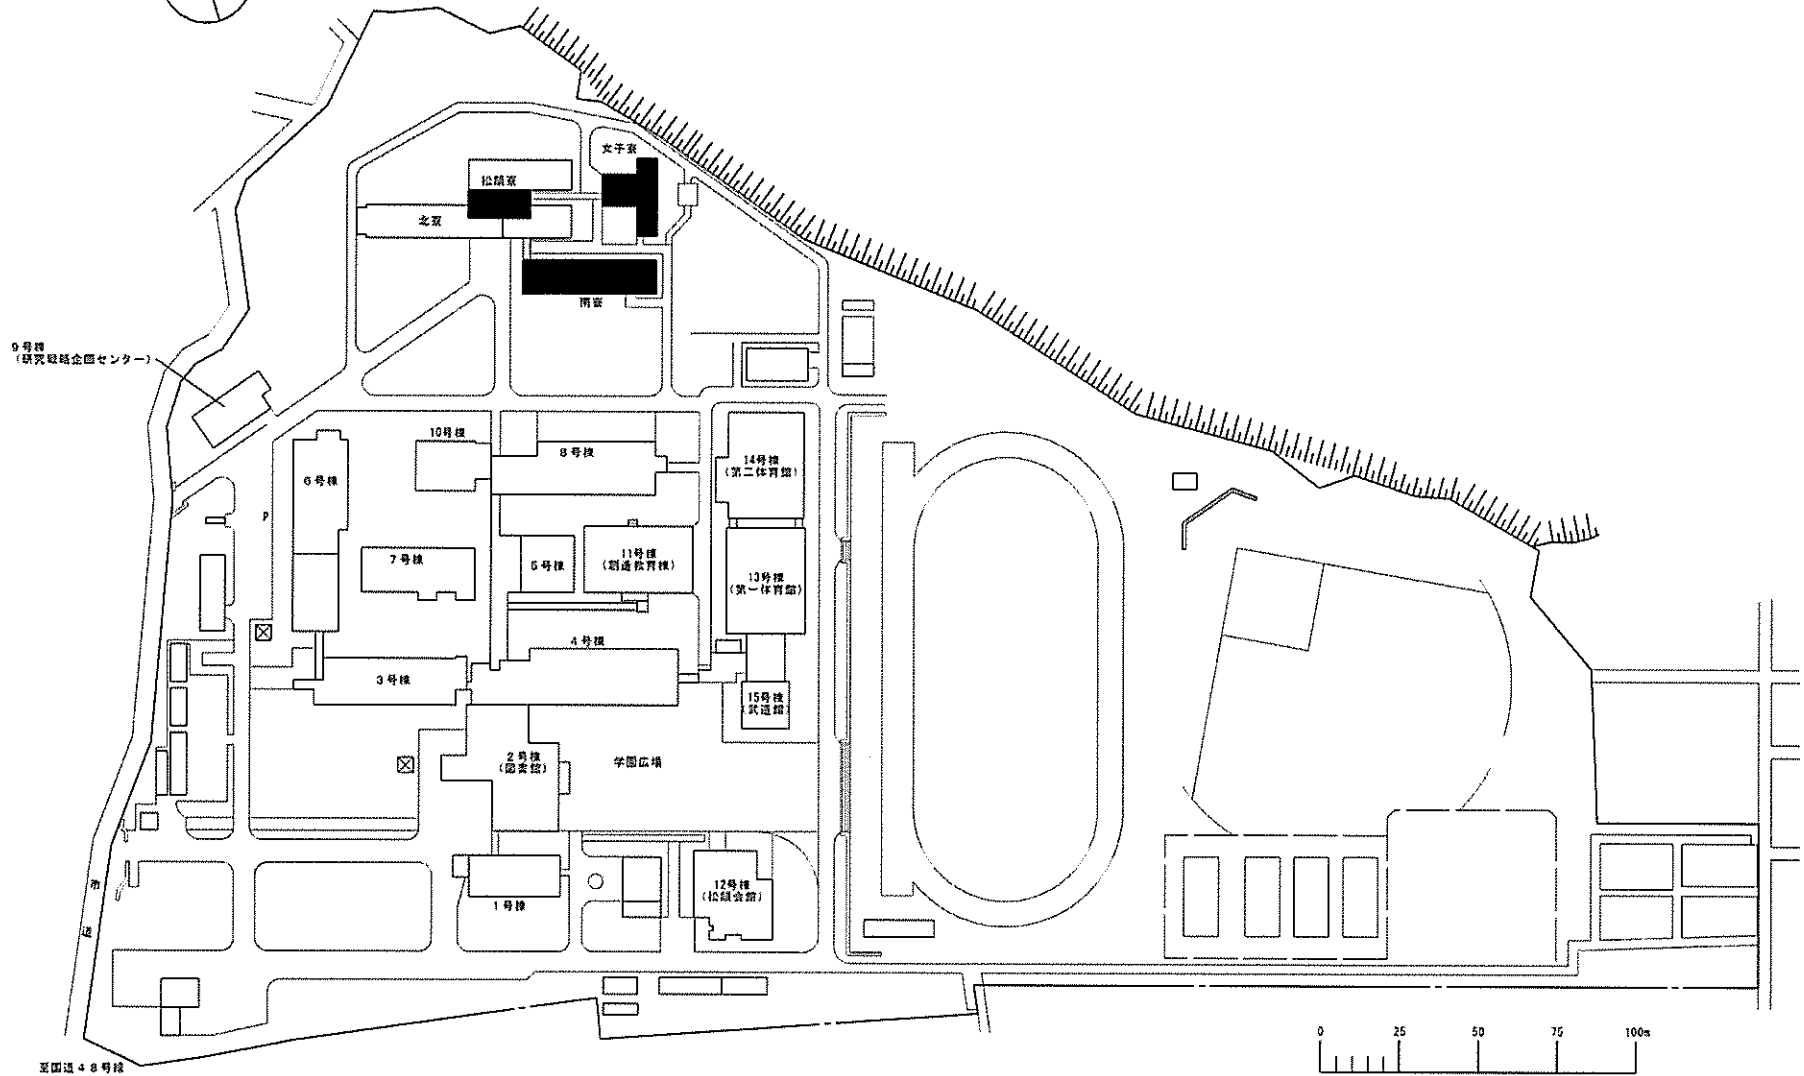 女子寮
松韻寮
北寮
南寮
9号棟
(研究戦略企画センター)
10号棟
8号棟
14号棟
(第二体育館)
6号棟
P
7号棟
5号棟
11号棟
(創造教育棟)
13号棟
(第一体育館)
4号棟
3号棟
15号棟
(武道館)
2号棟
(図書館)
学園広場
12号棟
(松韻会館)
1号棟
市
道
0 25 50 75 100m
至国道48号線